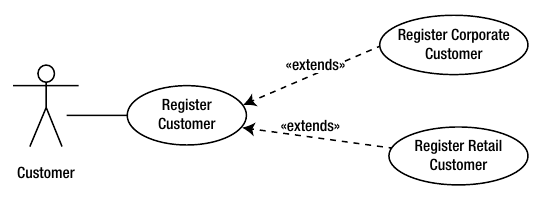 Register Corporate
Customer
«extends»
Register
Customer
«extends»
Register Retail
Customer
Customer